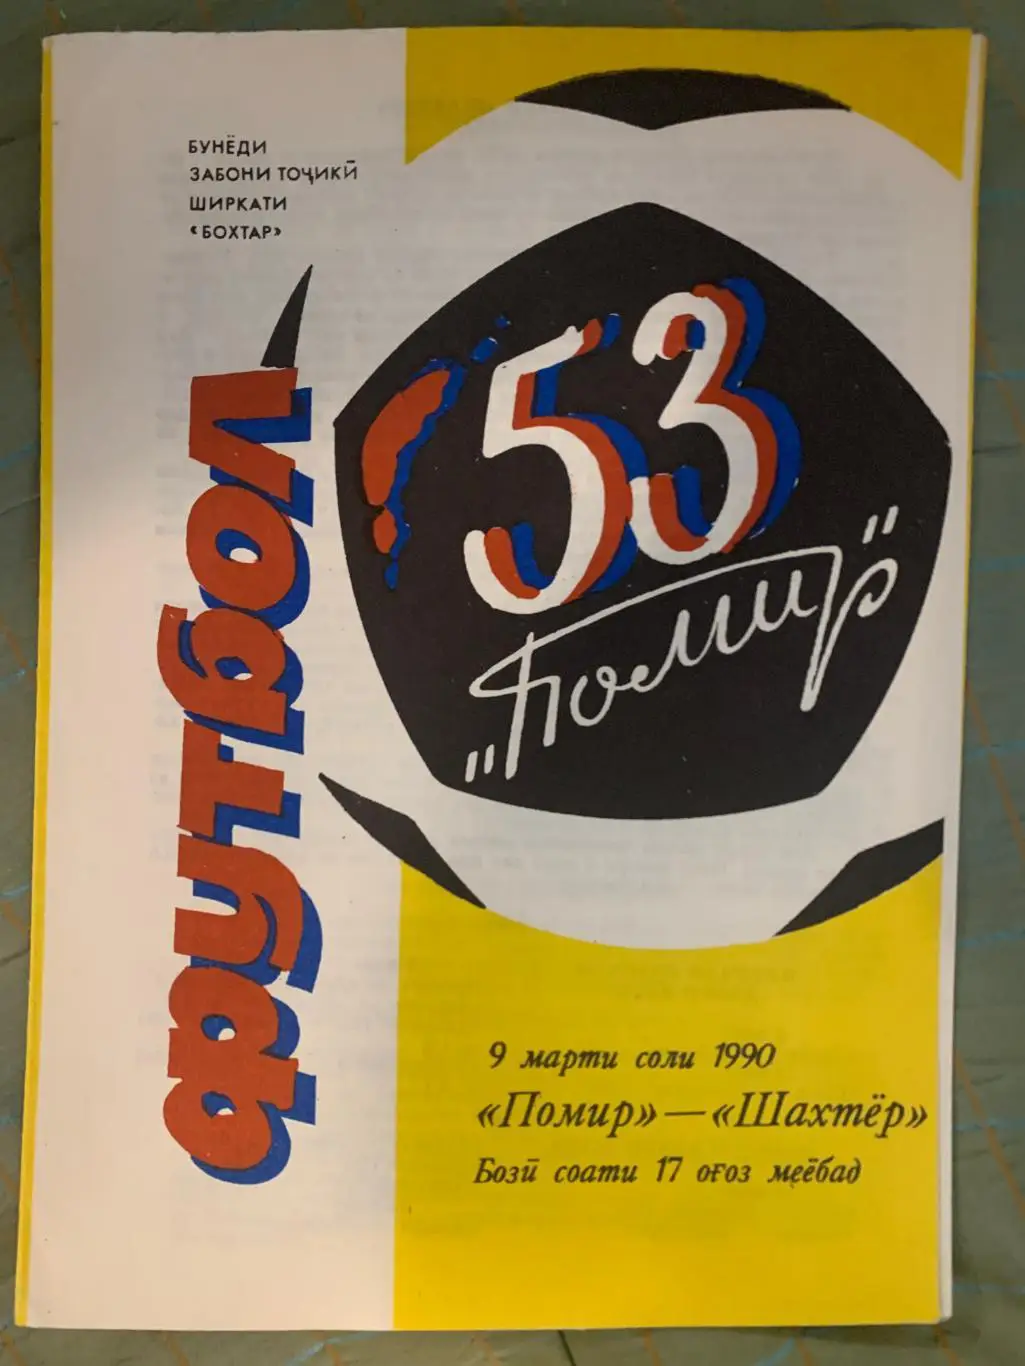 БУНЁДИ
ЗАБОНИ ТОҶИКӢ
ШИРКАТИ
«БОХТАР»
футбол
53
„Помир"
9 марти соли 1990
«Помир» — «Шахтёр»
Бозӣ соати 17 оғоз меёбад